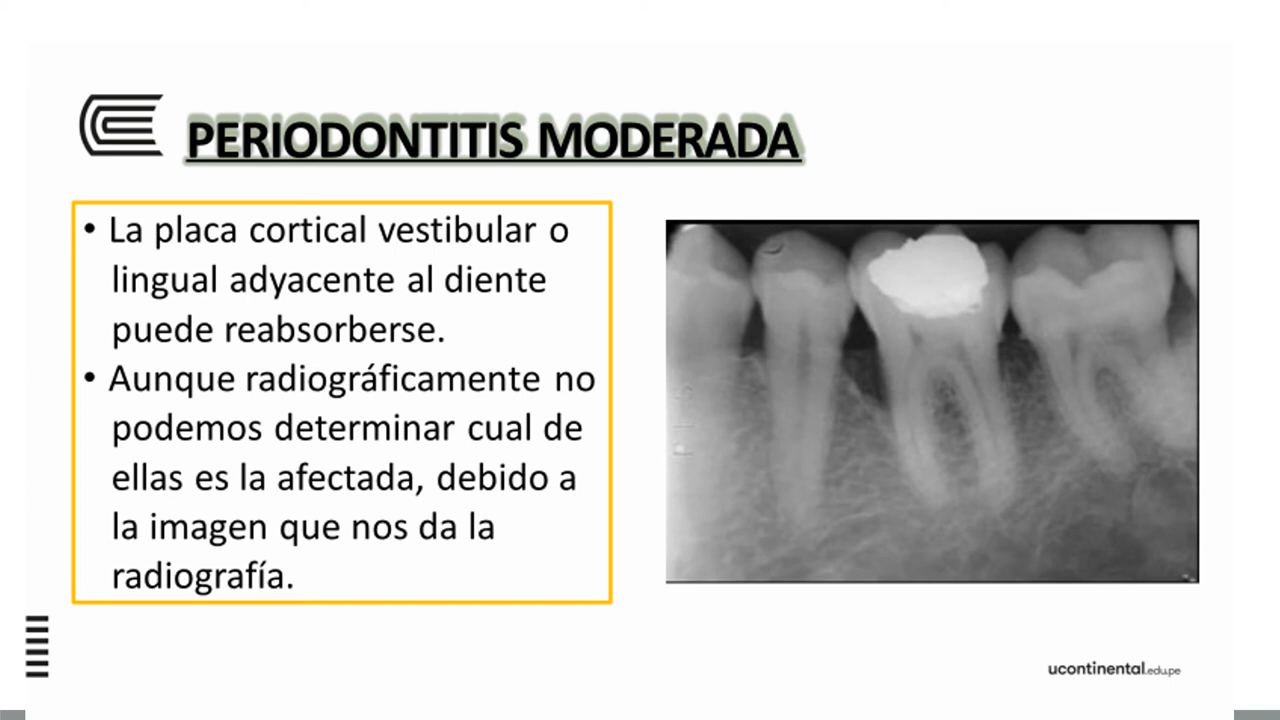 PERIODONTITIS MODERADA
• La placa cortical vestibular o
lingual adyacente al diente
puede reabsorberse.
• Aunque radiográficamente no
podemos determinar cual de
ellas es la afectada, debido a
la imagen que nos da la
radiografía.
ucontinental.edu.pe